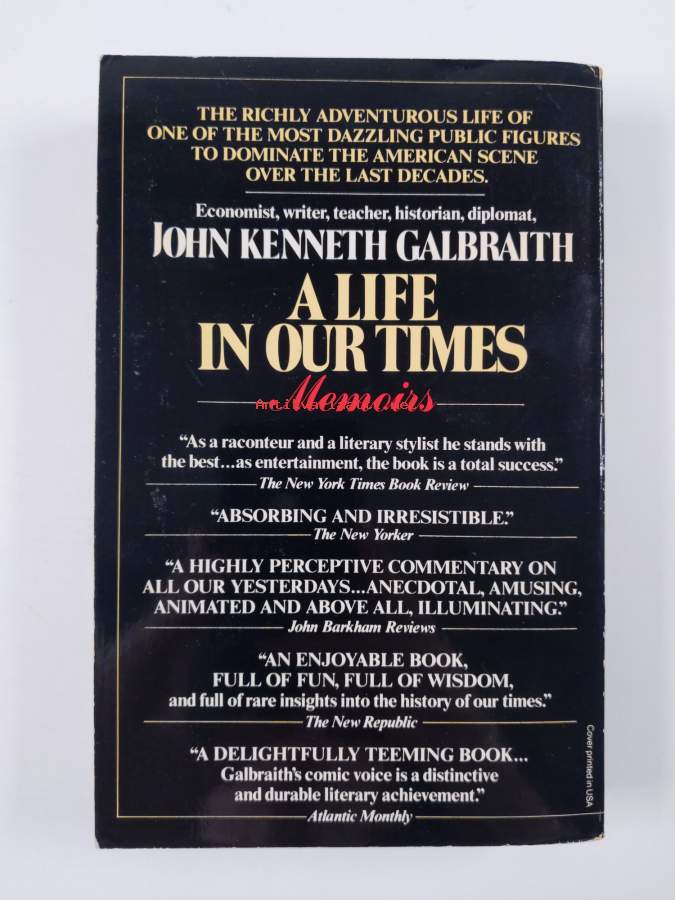 THE RICHLY ADVENTUROUS LIFE OF
ONE OF THE MOST DAZZLING PUBLIC FIGURES
TO DOMINATE THE AMERICAN SCENE
OVER THE LAST DECADES.
Economist, writer, teacher, historian, diplomat,
JOHN KENNETH GALBRAITH
A LIFE
IN OUR TIMES
Memoirs
“As a raconteur and a literary stylist he stands with
the best...as entertainment, the book is a total success.”
The New York Times Book Review
“ABSORBING AND IRRESISTIBLE.”
The New Yorker
“A HIGHLY PERCEPTIVE COMMENTARY ON
ALL OUR YESTERDAYS...ANECDOTAL, AMUSING,
ANIMATED AND ABOVE ALL, ILLUMINATING.”
John Barkham Reviews
“AN ENJOYABLE BOOK,
FULL OF FUN, FULL OF WISDOM,
and full of rare insights into the history of our times.”
The New Republic
“A DELIGHTFULLY TEEMING BOOK...
Galbraith's comic voice is a distinctive
and durable literary achievement.”
Atlantic Monthly
Cover printed in USA